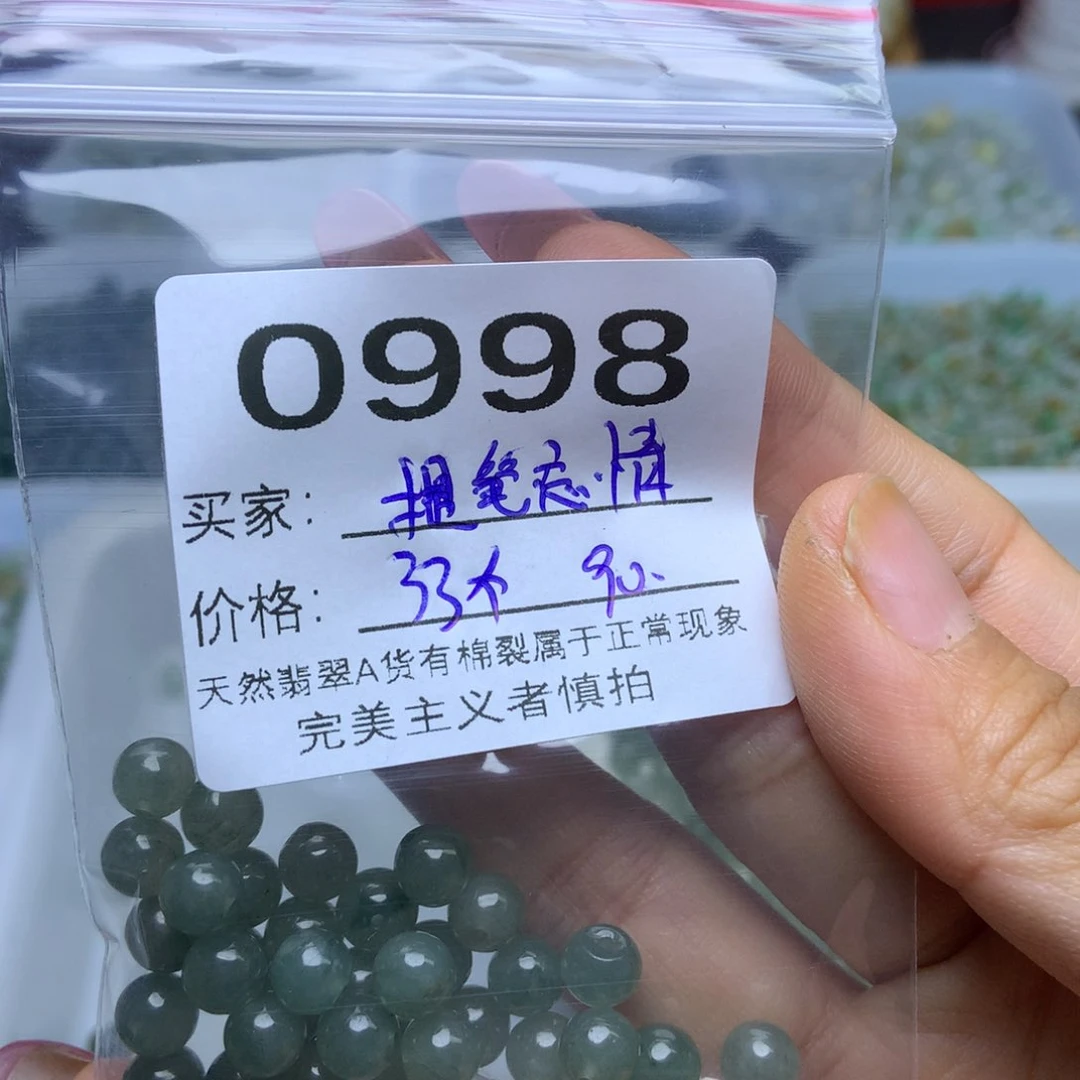 0998
买家: 笔忘情
价格: 33个 90.
天然翡翠A货有棉裂属于正常现象
完美主义者慎拍